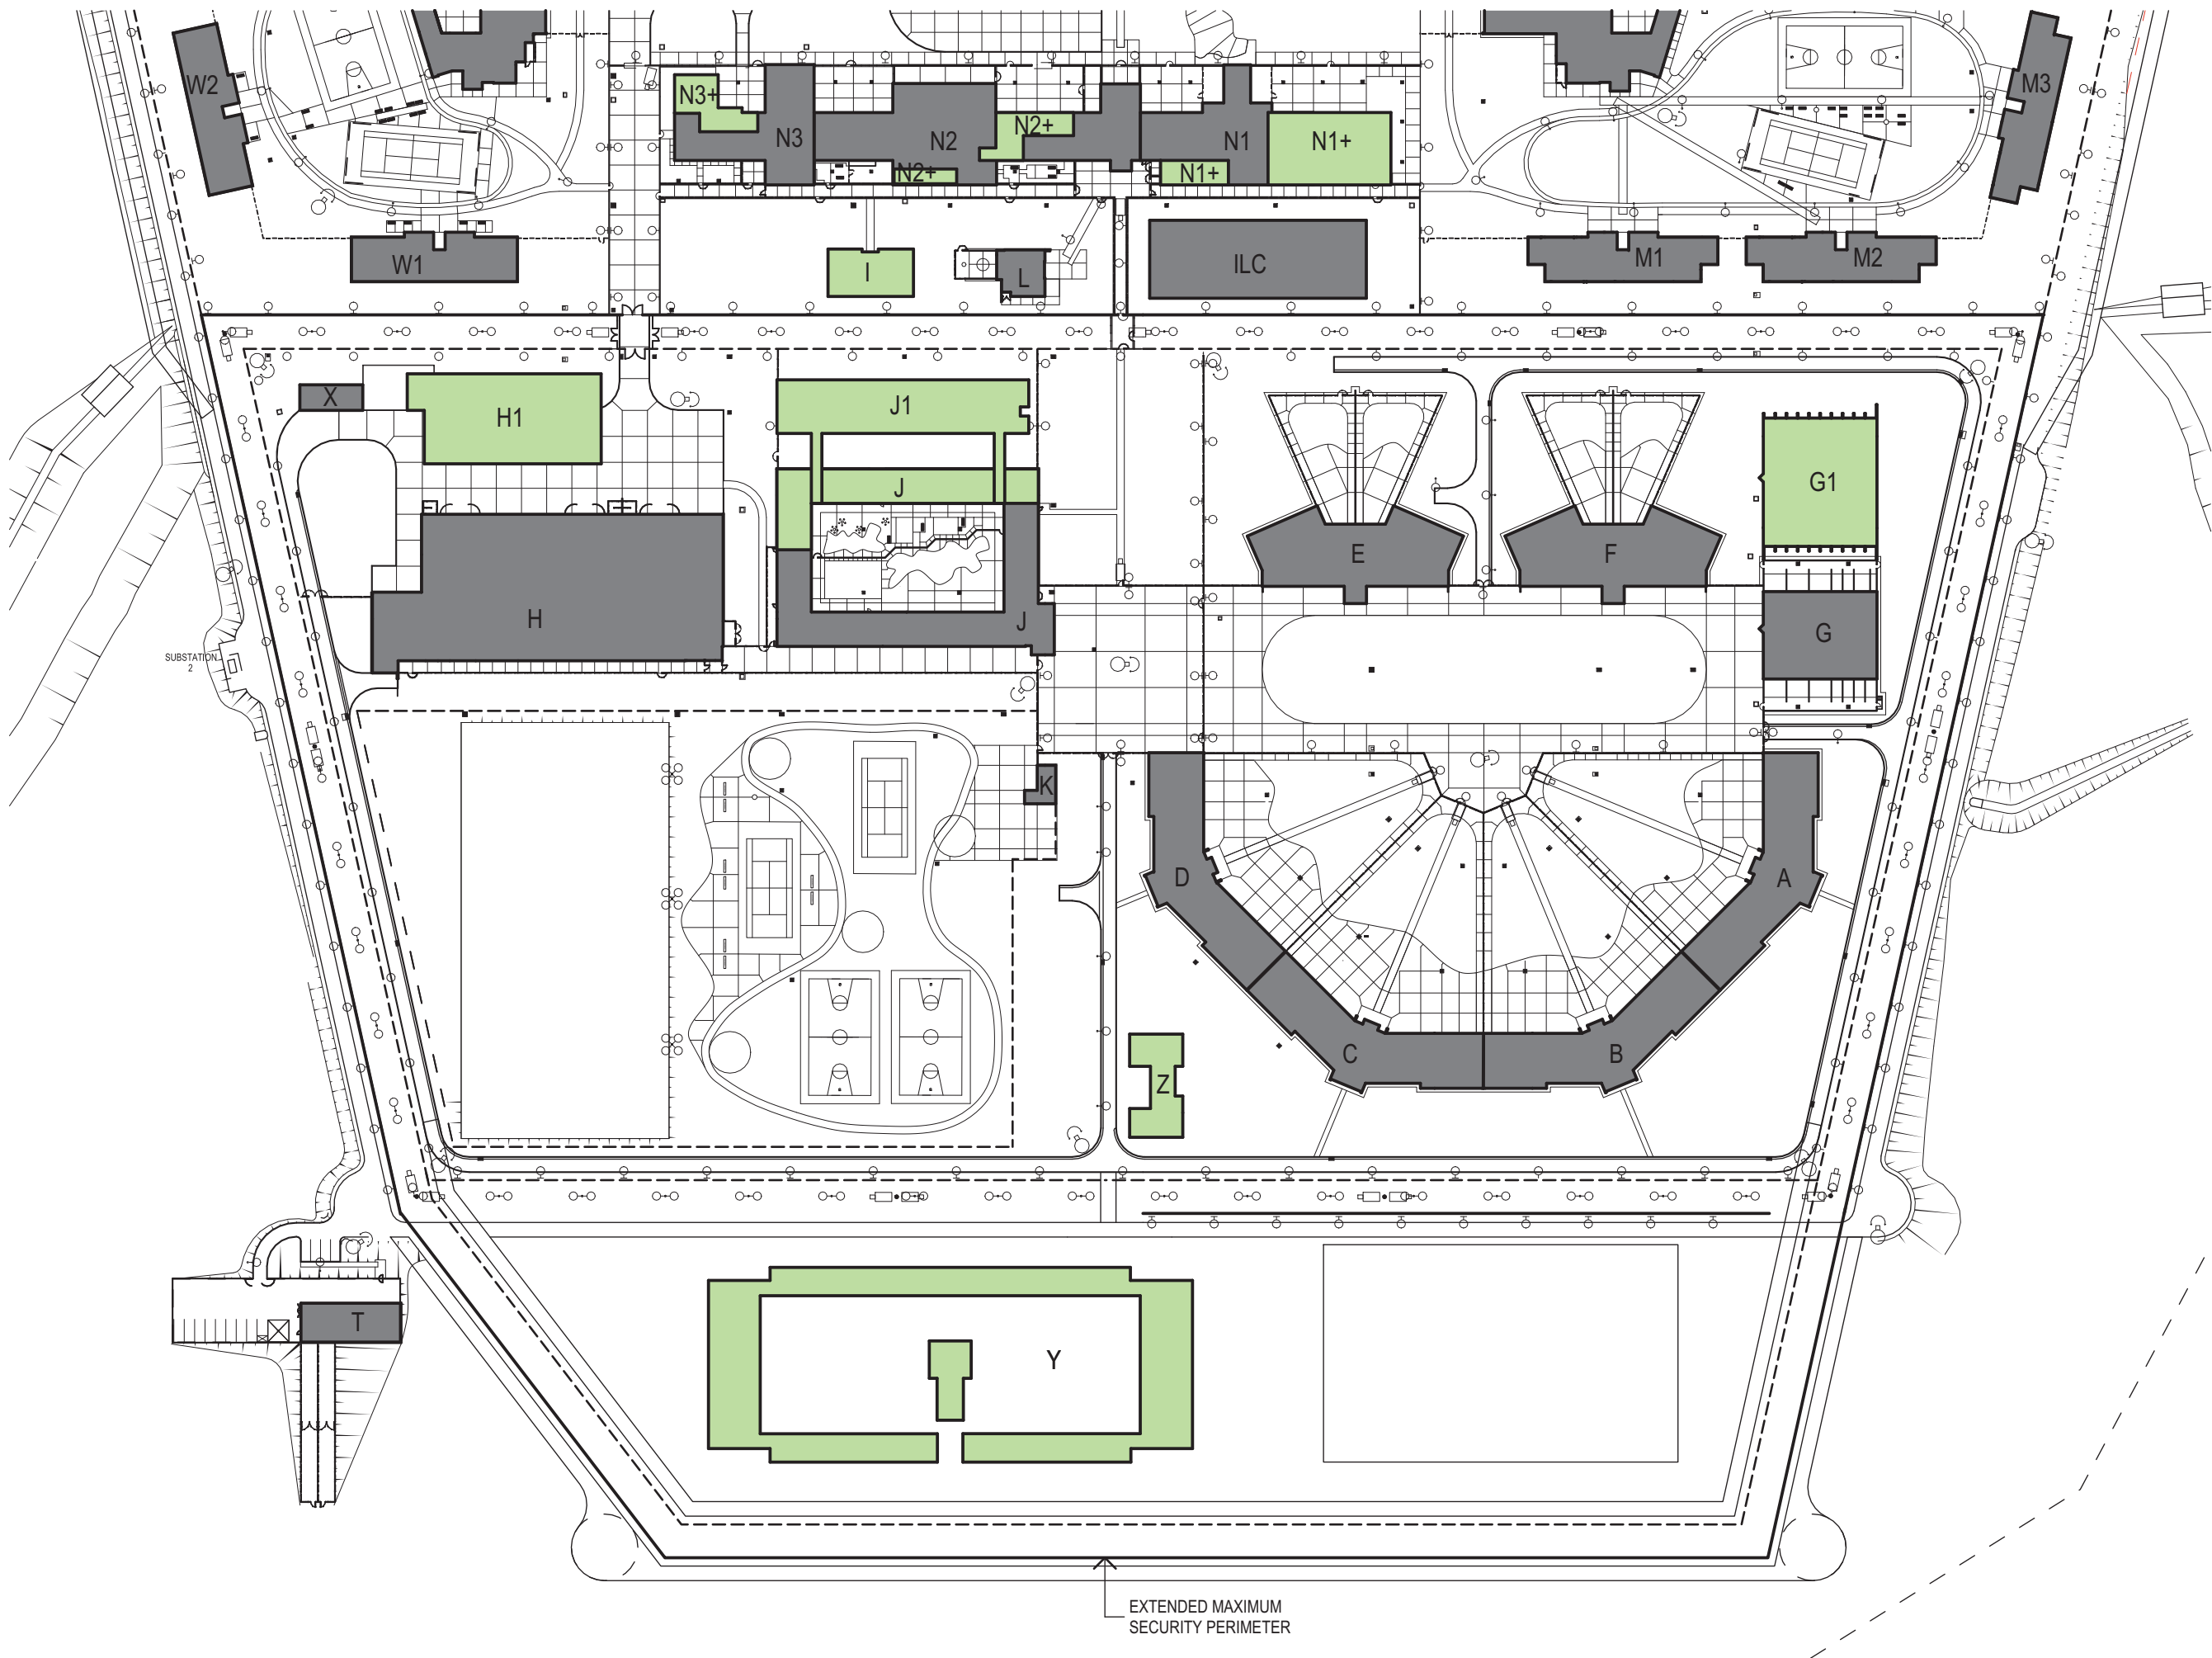 W2
M3
N3+
N3
N2
N2+
N1
N1+
N2+
N1+
W1
I
L
ILC
M1
M2
X
H1
J1
J
G1
E
F
H
J
G
SUBSTATION
2
K
D
A
C
B
Z
T
Y
EXTENDED MAXIMUM
SECURITY PERIMETER